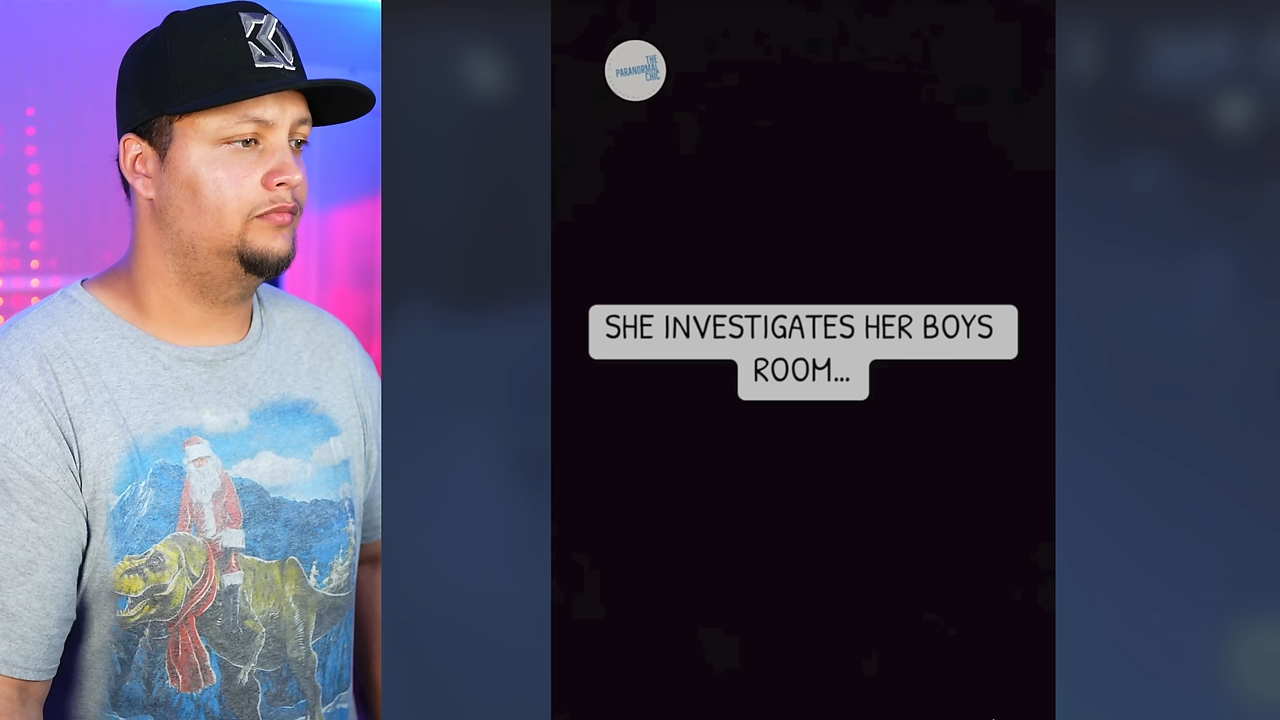 THE
PARANORMAL
CHIC
SHE INVESTIGATES HER BOYS
ROOM...